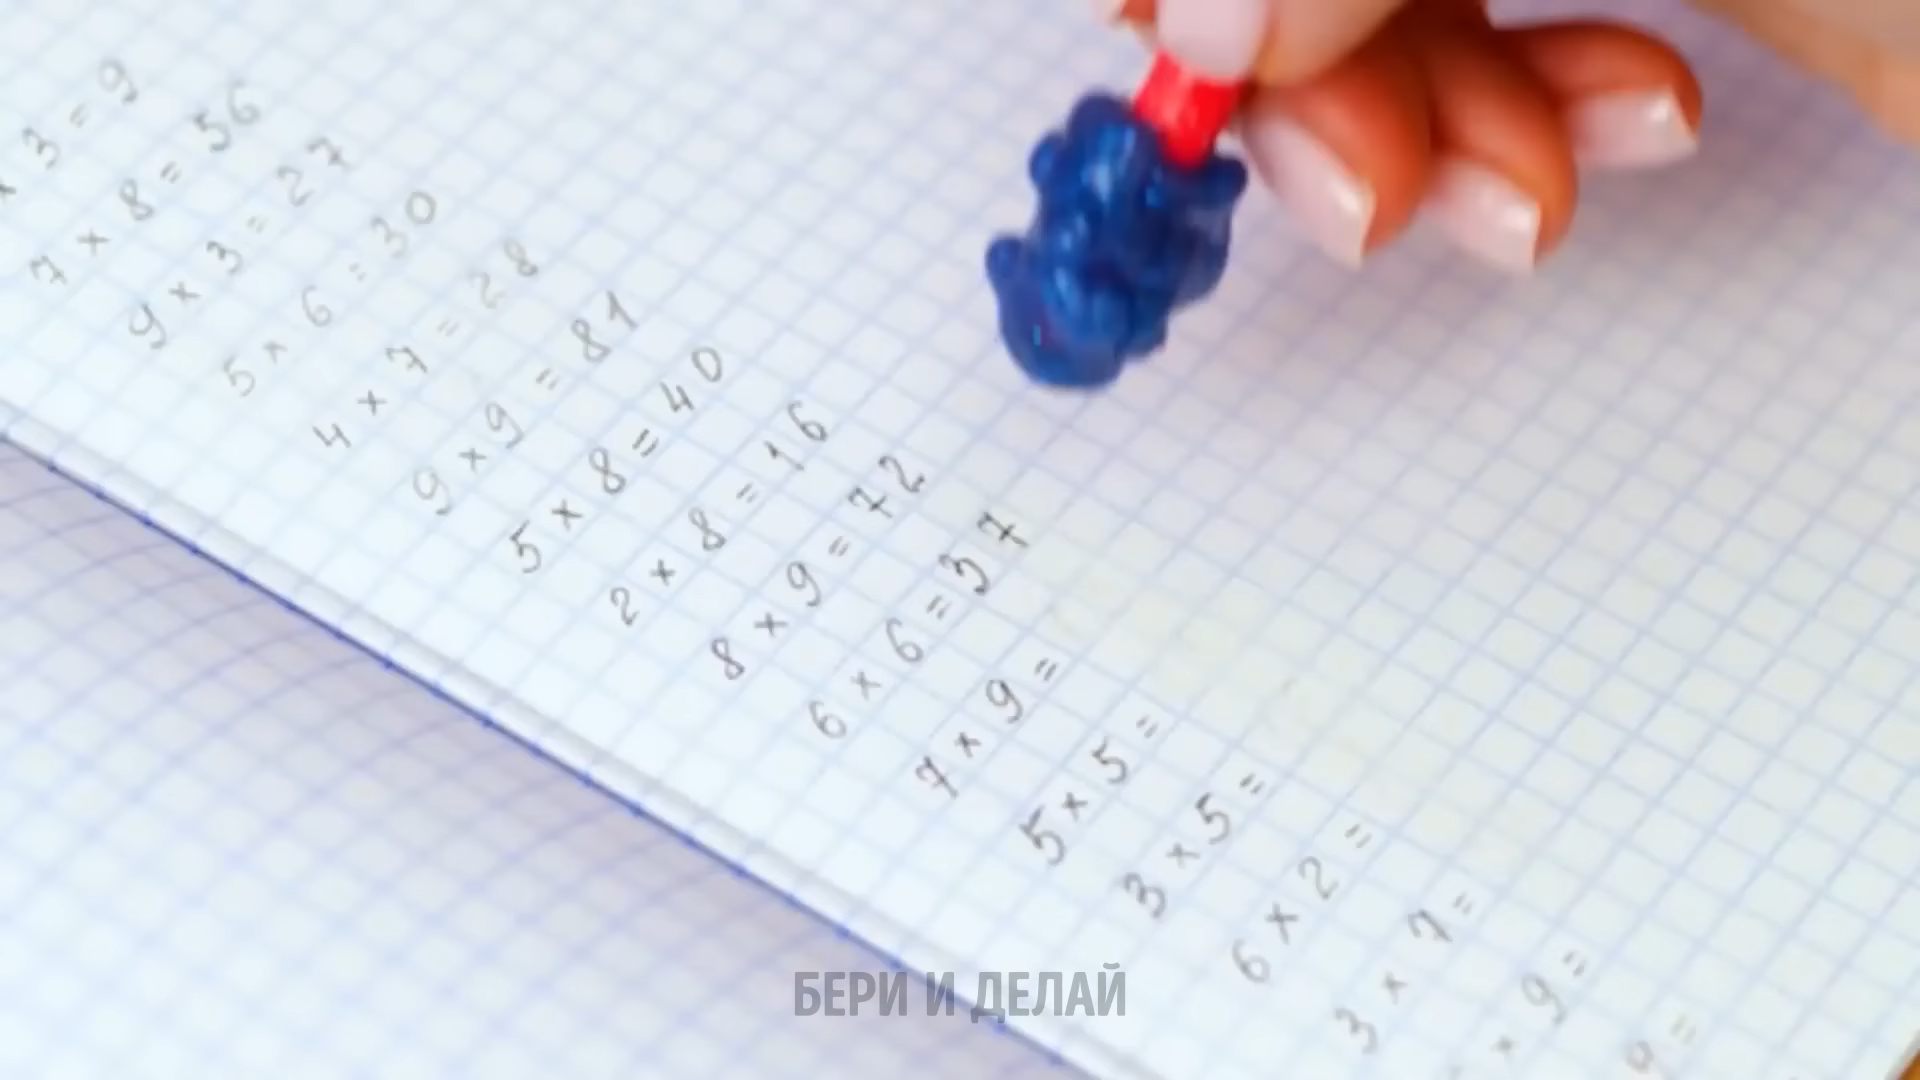 x 3 = 9
7 x 8 = 56
9 x 3 = 27
5 x 6 = 30
4 x 7 = 28
9 x 9 = 81
5 x 8 = 40
2 x 8 = 16
8 x 9 = 72
6 x 6 = 37
7 x 9 =
5 x 5 =
3 x 5 =
6 x 2 =
3 x 7 =
x 9 =
9 =
БЕРИ И ДЕЛАЙ